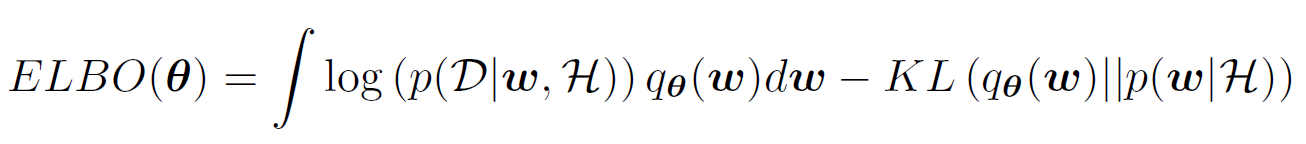 ELBO(θ) = ∫ log (p(𝒟|w, ℋ)) q_θ(w)dw − KL (q_θ(w)||p(w|ℋ))